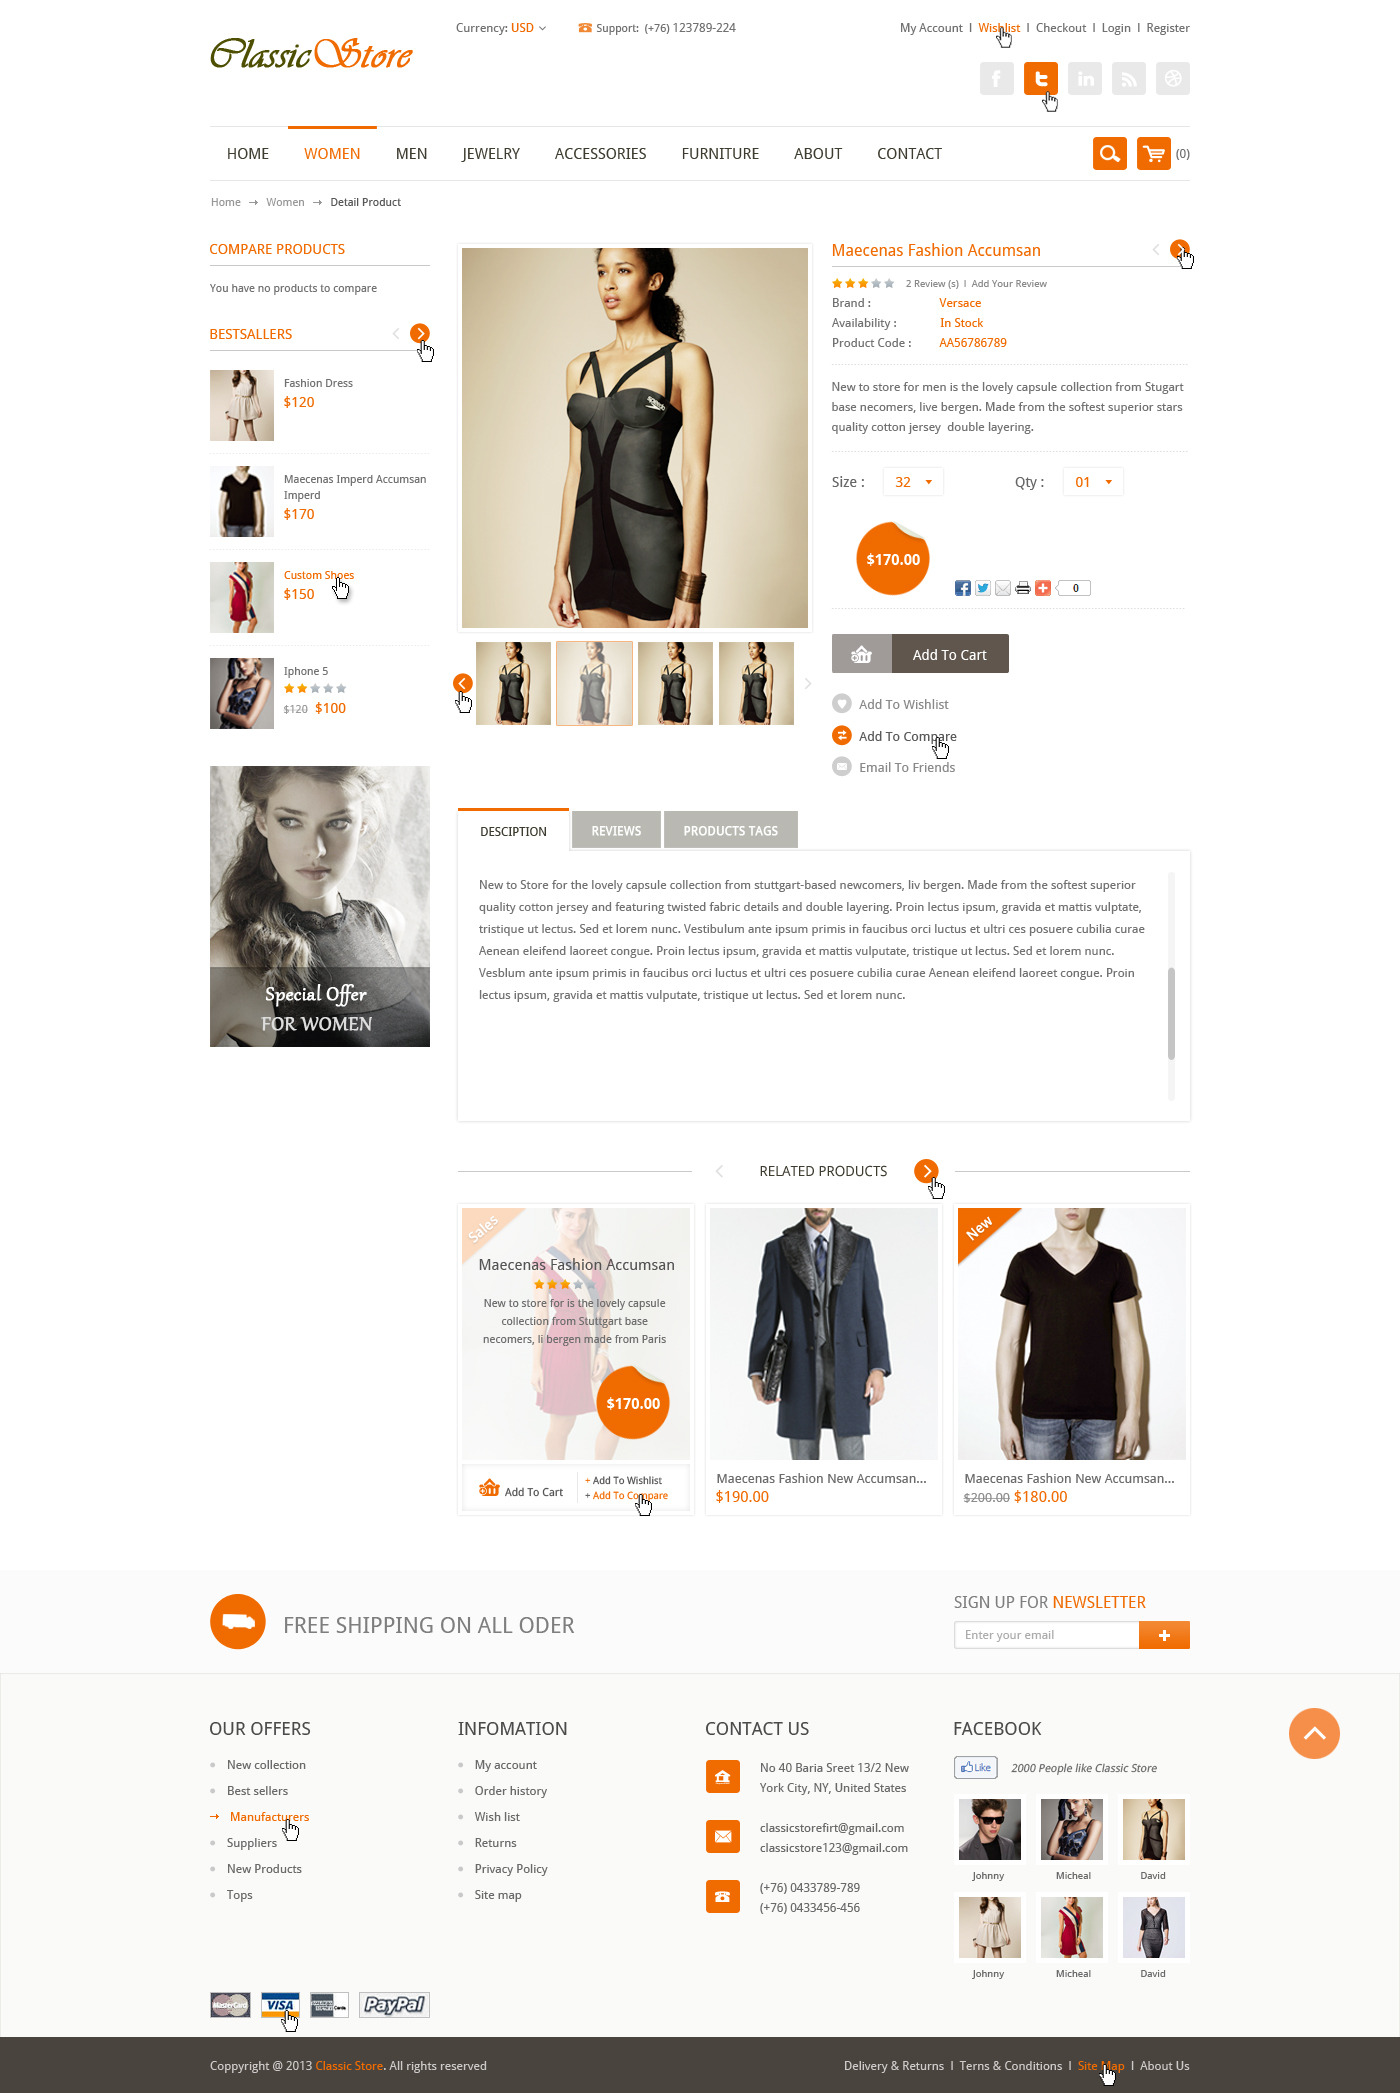 Classic Store
Currency: USD
Support: (+76) 123789-224
My Account | Wishlist | Checkout | Login | Register
HOME WOMEN MEN JEWELRY ACCESSORIES FURNITURE ABOUT CONTACT (0)
Home → Women → Detail Product
COMPARE PRODUCTS
You have no products to compare
BESTSALLERS
Fashion Dress
$120
Maecenas Imperd Accumsan
Imperd
$170
Custom Shoes
$150
Iphone 5
$120 $100
Special Offer
FOR WOMEN
speedo
Maecenas Fashion Accumsan
2 Review (s) | Add Your Review
Brand : Versace
Availability : In Stock
Product Code : AA56786789
New to store for men is the lovely capsule collection from Stugart
base necomers, live bergen. Made from the softest superior stars
quality cotton jersey double layering.
Size : 32 Qty : 01
$170.00
0
Add To Cart
Add To Wishlist
Add To Compare
Email To Friends
DESCIPTION REVIEWS PRODUCTS TAGS
New to Store for the lovely capsule collection from stuttgart-based newcomers, liv bergen. Made from the softest superior
quality cotton jersey and featuring twisted fabric details and double layering. Proin lectus ipsum, gravida et mattis vulptate,
tristique ut lectus. Sed et lorem nunc. Vestibulum ante ipsum primis in faucibus orci luctus et ultri ces posuere cubilia curae
Aenean eleifend laoreet congue. Proin lectus ipsum, gravida et mattis vulputate, tristique ut lectus. Sed et lorem nunc.
Vesblum ante ipsum primis in faucibus orci luctus et ultri ces posuere cubilia curae Aenean eleifend laoreet congue. Proin
lectus ipsum, gravida et mattis vulputate, tristique ut lectus. Sed et lorem nunc.
RELATED PRODUCTS
Sales
Maecenas Fashion Accumsan
New to store for is the lovely capsule
collection from Stuttgart base
necomers, li bergen made from Paris
$170.00
Add To Cart
+ Add To Wishlist
+ Add To Compare
Maecenas Fashion New Accumsan...
$190.00
New
Maecenas Fashion New Accumsan...
$200.00 $180.00
FREE SHIPPING ON ALL ODER
SIGN UP FOR NEWSLETTER
Enter your email
OUR OFFERS
New collection
Best sellers
→ Manufacturers
Suppliers
New Products
Tops
INFOMATION
My account
Order history
Wish list
Returns
Privacy Policy
Site map
CONTACT US
No 40 Baria Sreet 13/2 New
York City, NY, United States
classicstorefirt@gmail.com
classicstore123@gmail.com
(+76) 0433789-789
(+76) 0433456-456
FACEBOOK
Like 2000 People like Classic Store
Johnny Micheal David
Johnny Micheal David
MasterCard VISA AMERICAN EXPRESS Cards PayPal
Coppyright @ 2013 Classic Store. All rights reserved
Delivery & Returns | Terns & Conditions | Site Map | About Us